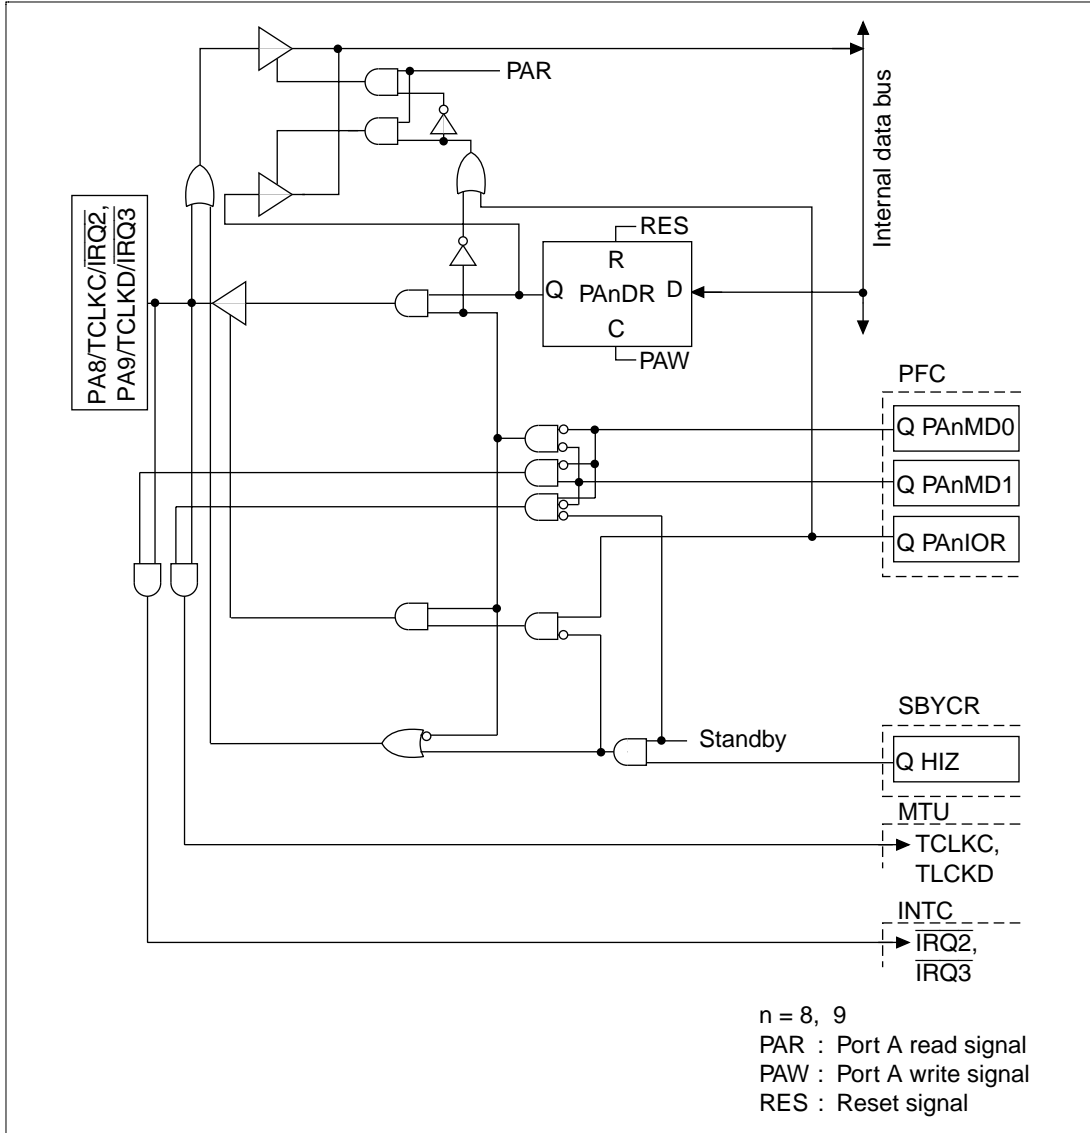 PAR
Internal data bus
PA8/TCLKC/IRQ2,
PA9/TCLKD/IRQ3
RES
R
Q PAnDR D
C
PAW
PFC
Q PAnMD0
Q PAnMD1
Q PAnIOR
SBYCR
Standby
Q HIZ
MTU
TCLKC,
TLCKD
INTC
IRQ2,
IRQ3
n = 8, 9
PAR : Port A read signal
PAW : Port A write signal
RES : Reset signal